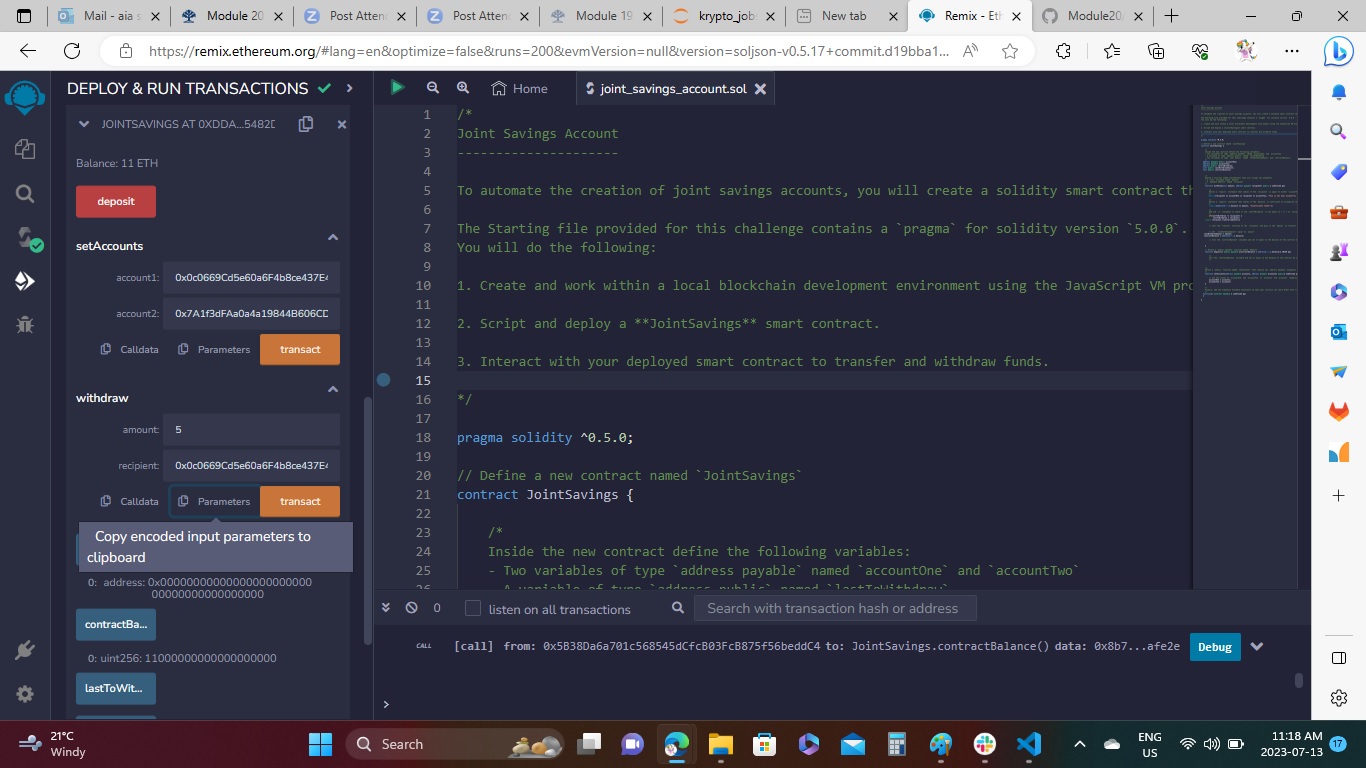 Mail - aia s
Module 20
Post Attend
Post Attend
Module 19
krypto_job
New tab
Remix - Eth
Module20/
https://remix.ethereum.org/#lang=en&optimize=false&runs=200&evmVersion=null&version=soljson-v0.5.17+commit.d19bba1...
DEPLOY & RUN TRANSACTIONS
JOINTSAVINGS AT 0XDDA...5482D
Balance: 11 ETH
deposit
setAccounts
account1: 0x0c0669Cd5e60a6F4b8ce437E4
account2: 0x7A1f3dFAa0a4a19844B606CD
Calldata Parameters transact
withdraw
amount: 5
recipient: 0x0c0669Cd5e60a6F4b8ce437E4
Calldata Parameters transact
Copy encoded input parameters to
clipboard
0: address: 0x00000000000000000000000
00000000000000000
contractBa...
0: uint256: 11000000000000000000
lastToWit...
Home
joint_savings_account.sol
1 /*
2 Joint Savings Account
3 ---------------------
4
5 To automate the creation of joint savings accounts, you will create a solidity smart contract th
6
7 The Starting file provided for this challenge contains a `pragma` for solidity version `5.0.0`.
8 You will do the following:
9
10 1. Create and work within a local blockchain development environment using the JavaScript VM pro
11
12 2. Script and deploy a **JointSavings** smart contract.
13
14 3. Interact with your deployed smart contract to transfer and withdraw funds.
15
16 */
17
18 pragma solidity ^0.5.0;
19
20 // Define a new contract named `JointSavings`
21 contract JointSavings {
22
23 /*
24 Inside the new contract define the following variables:
25 - Two variables of type `address payable` named `accountOne` and `accountTwo`
26 - A variable of type `address public` named `lastToWithdraw`
0 listen on all transactions Search with transaction hash or address
CALL [call] from: 0x5B38Da6a701c568545dCfcB03FcB875f56beddC4 to: JointSavings.contractBalance() data: 0x8b7...afe2e Debug
>
21°C
Windy
Search
ENG
US
11:18 AM
2023-07-13
17